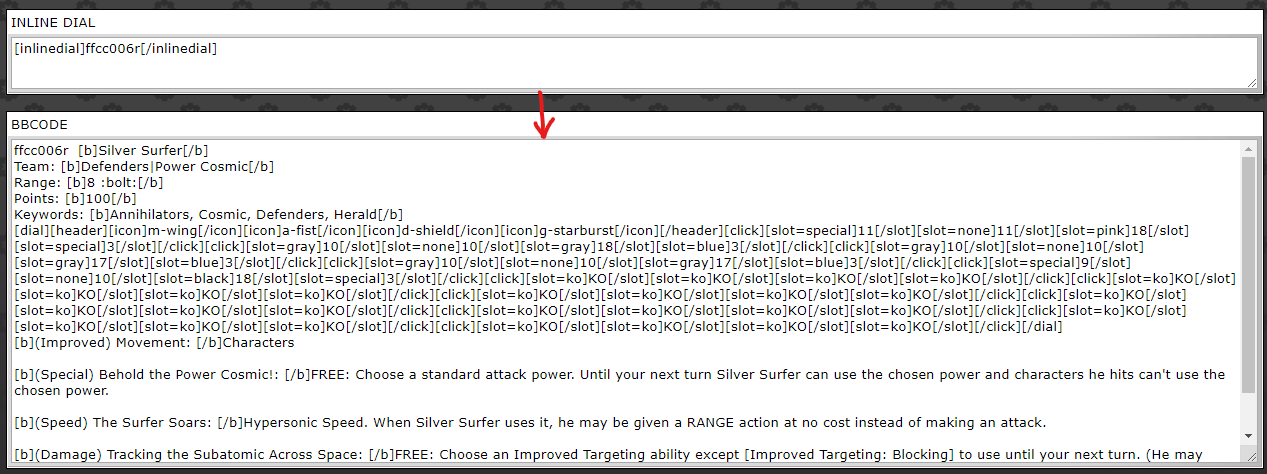 INLINE DIAL
[inlinedial]ffcc006r[/inlinedial]
BBCODE
ffcc006r  [b]Silver Surfer[/b]
Team: [b]Defenders|Power Cosmic[/b]
Range: [b]8 :bolt:[/b]
Points: [b]100[/b]
Keywords: [b]Annihilators, Cosmic, Defenders, Herald[/b]
[dial][header][icon]m-wing[/icon][icon]a-fist[/icon][icon]d-shield[/icon][icon]g-starburst[/icon][/header][click][slot=special]11[/slot][slot=none]11[/slot][slot=pink]18[/slot]
[slot=special]3[/slot][/click][click][slot=gray]10[/slot][slot=none]10[/slot][slot=gray]18[/slot][slot=blue]3[/slot][/click][click][slot=gray]10[/slot][slot=none]10[/slot]
[slot=gray]17[/slot][slot=blue]3[/slot][/click][click][slot=gray]10[/slot][slot=none]10[/slot][slot=gray]17[/slot][slot=blue]3[/slot][/click][click][slot=special]9[/slot]
[slot=none]10[/slot][slot=black]18[/slot][slot=special]3[/slot][/click][click][slot=ko]KO[/slot][slot=ko]KO[/slot][slot=ko]KO[/slot][slot=ko]KO[/slot][/click][click][slot=ko]KO[/slot]
[slot=ko]KO[/slot][slot=ko]KO[/slot][slot=ko]KO[/slot][/click][click][slot=ko]KO[/slot][slot=ko]KO[/slot][slot=ko]KO[/slot][slot=ko]KO[/slot][/click][click][slot=ko]KO[/slot]
[slot=ko]KO[/slot][slot=ko]KO[/slot][slot=ko]KO[/slot][/click][click][slot=ko]KO[/slot][slot=ko]KO[/slot][slot=ko]KO[/slot][slot=ko]KO[/slot][/click][click][slot=ko]KO[/slot]
[slot=ko]KO[/slot][slot=ko]KO[/slot][slot=ko]KO[/slot][/click][click][slot=ko]KO[/slot][slot=ko]KO[/slot][slot=ko]KO[/slot][slot=ko]KO[/slot][/click][/dial]
[b](Improved) Movement: [/b]Characters
[b](Special) Behold the Power Cosmic!: [/b]FREE: Choose a standard attack power. Until your next turn Silver Surfer can use the chosen power and characters he hits can't use the
chosen power.
[b](Speed) The Surfer Soars: [/b]Hypersonic Speed. When Silver Surfer uses it, he may be given a RANGE action at no cost instead of making an attack.
[b](Damage) Tracking the Subatomic Across Space: [/b]FREE: Choose an Improved Targeting ability except [Improved Targeting: Blocking] to use until your next turn. (He may